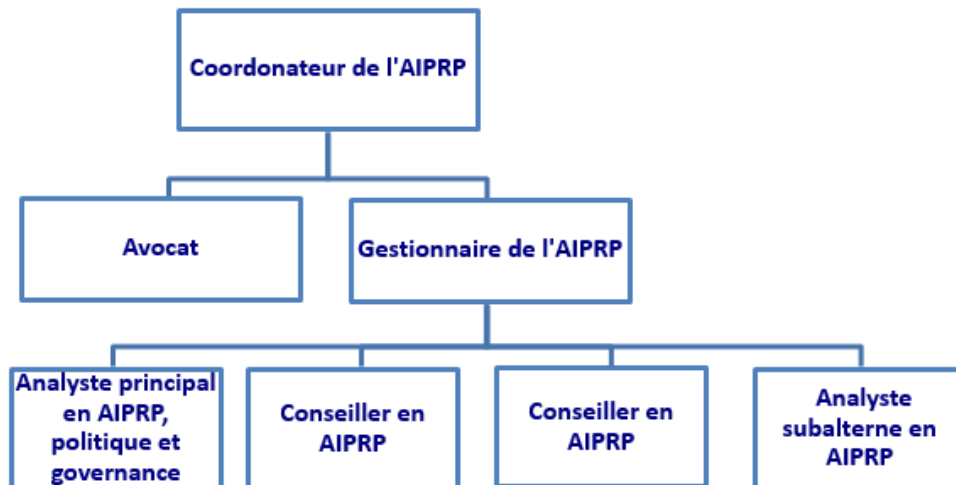 Coordonateur de l'AIPRP
Avocat
Gestionnaire de l'AIPRP
Analyste principal
en AIPRP,
politique et
governance
Conseiller en
AIPRP
Conseiller en
AIPRP
Analyste
subalterne en
AIPRP